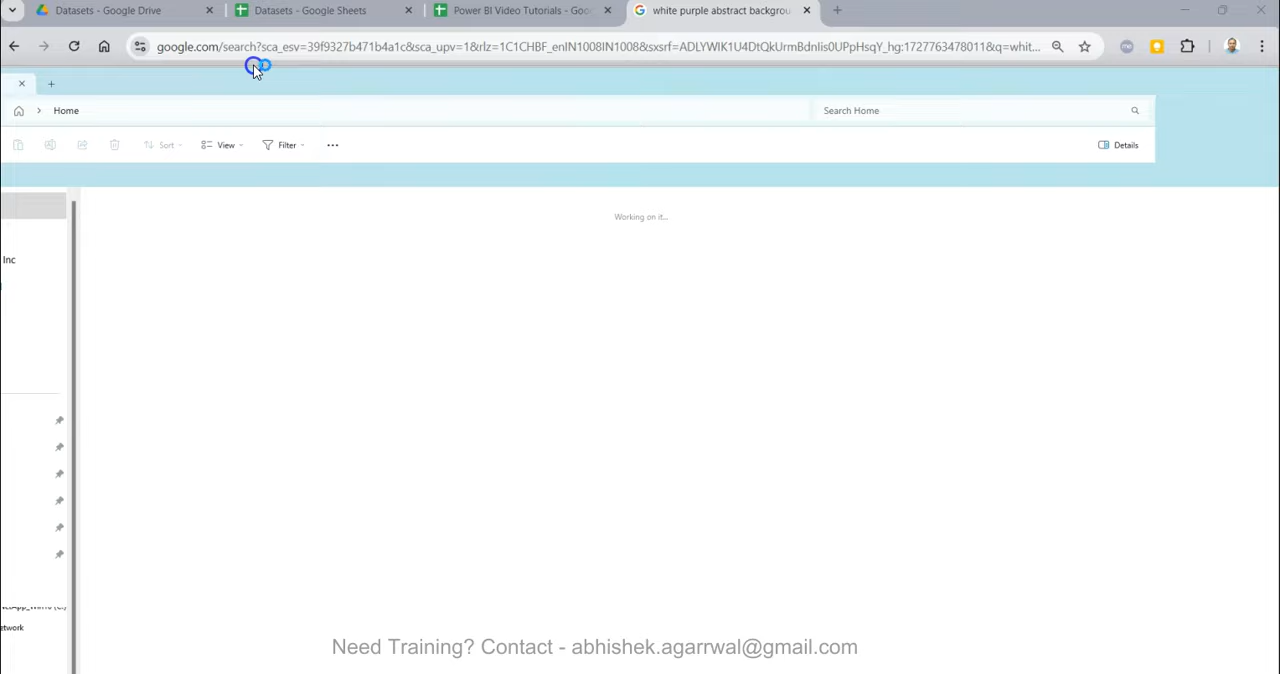 Datasets - Google Drive
Datasets - Google Sheets
Power BI Video Tutorials - Goo
white purple abstract backgrou
google.com/search?sca_esv=39f9327b471b4a1c&sca_upv=1&rlz=1C1CHBF_enIN1008IN1008&sxsrf=ADLYWIK1U4DtQkUrmBdnIis0UPpHsqY_hg:1727763478011&q=whit...
Home
Search Home
Sort
View
Filter
Details
Working on it...
Inc
etwork
Need Training? Contact - abhishek.agarrwal@gmail.com